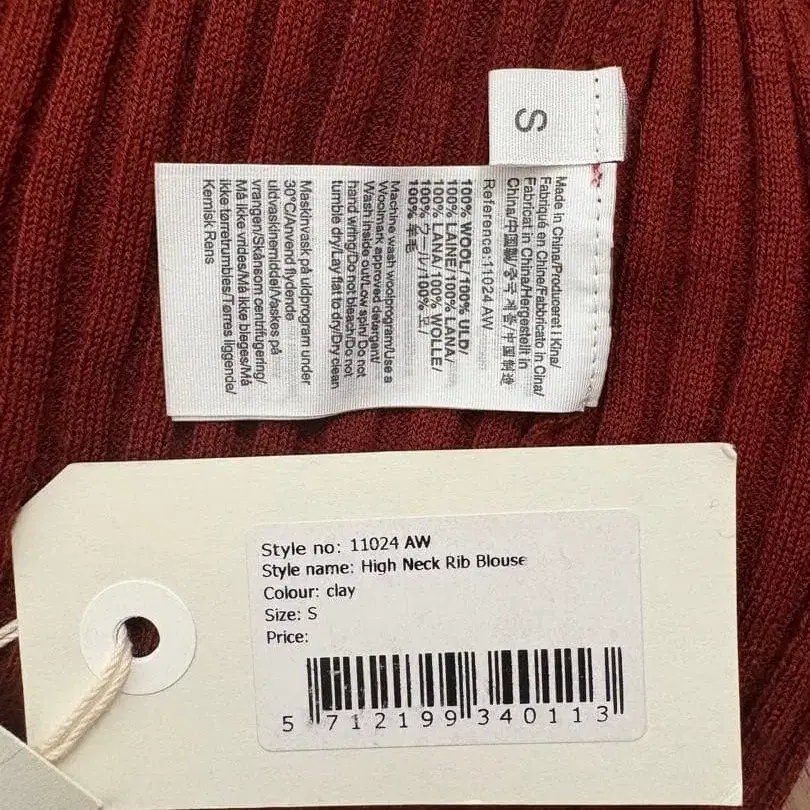 S
Made in China/Produceret i Kina/
Fabriqué en Chine/Fabbricato in Cina/
Fabricat in China/Hergestellt in
China/中国製/중국 제품/中国制造
Reference:11024 AW
100% WOOL/100% ULD/
100% LAINE/100% LANA/
100% LANA/100% WOLLE/
100% ウール/100% 모/
100% 羊毛
Machine wash woolprogram/Use a
Woolmark approved detergent/
Wash inside out/Low spin/Do not
hand wring/Do not bleach/Do not
tumble dry/Lay flat to dry/Dry clean
Maskinvask på uldprogram under
30°C/Anvend flydende
uldvaskinemiddel/Vaskes på
vrangen/Skånsom centrifugering/
Må ikke vrides/Må ikke bleges/Må
ikke tørretrumbles/Tørres liggende/
Kemisk Rens
Style no: 11024 AW
Style name: High Neck Rib Blouse
Colour: clay
Size: S
Price:
5 712199 340113